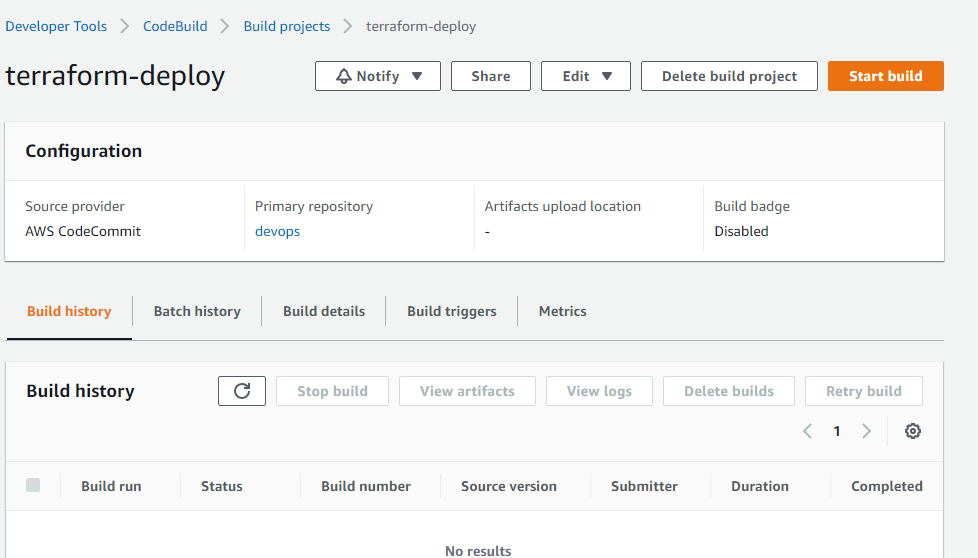 Developer Tools > CodeBuild > Build projects > terraform-deploy
terraform-deploy Notify Share Edit Delete build project Start build
Configuration
Source provider Primary repository Artifacts upload location Build badge
AWS CodeCommit devops - Disabled
Build history Batch history Build details Build triggers Metrics
Build history Stop build View artifacts View logs Delete builds Retry build
1
Build run Status Build number Source version Submitter Duration Completed
No results